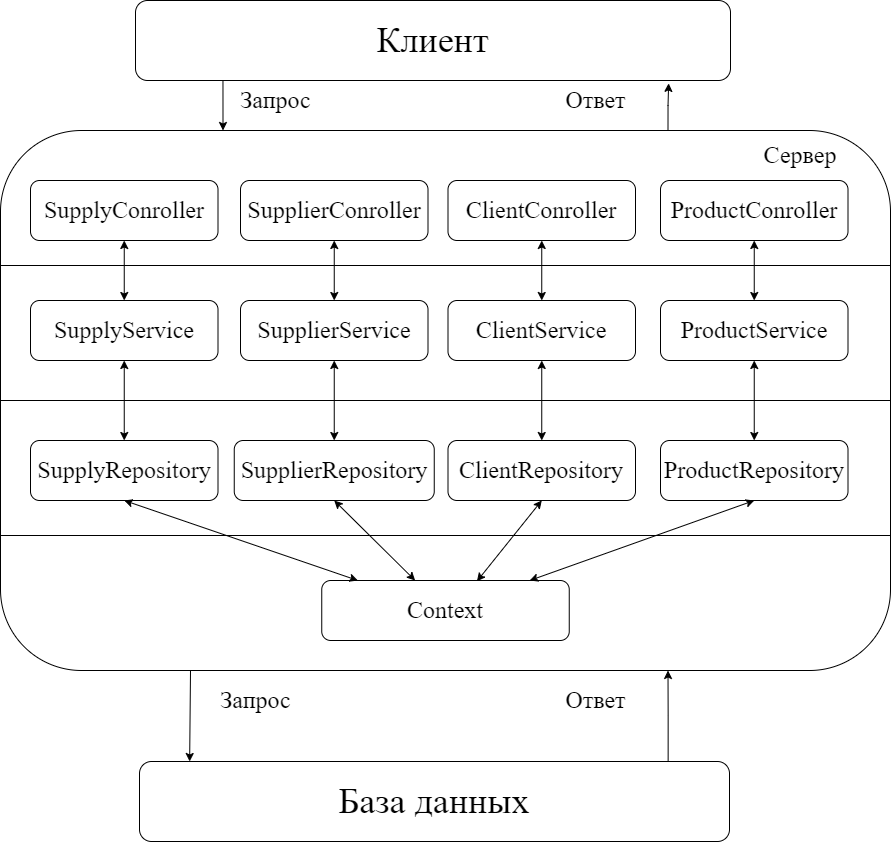 Клиент
Запрос
Ответ
Сервер
SupplyConroller
SupplierConroller
ClientConroller
ProductConroller
SupplyService
SupplierService
ClientService
ProductService
SupplyRepository
SupplierRepository
ClientRepository
ProductRepository
Context
Запрос
Ответ
База данных